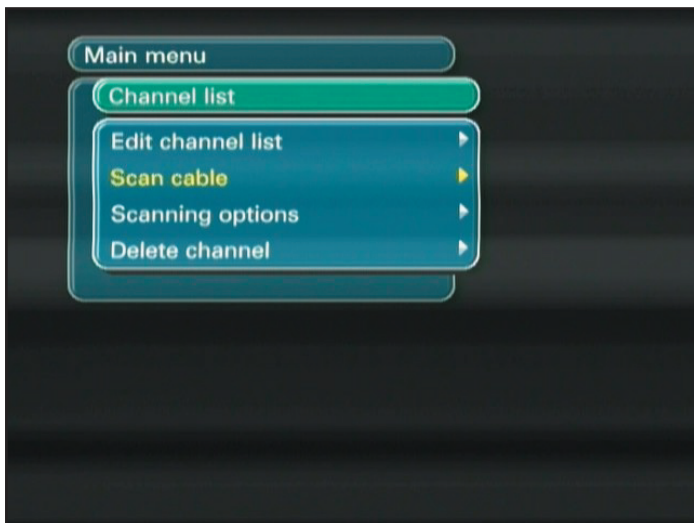 Main menu
Channel list
Edit channel list
Scan cable
Scanning options
Delete channel